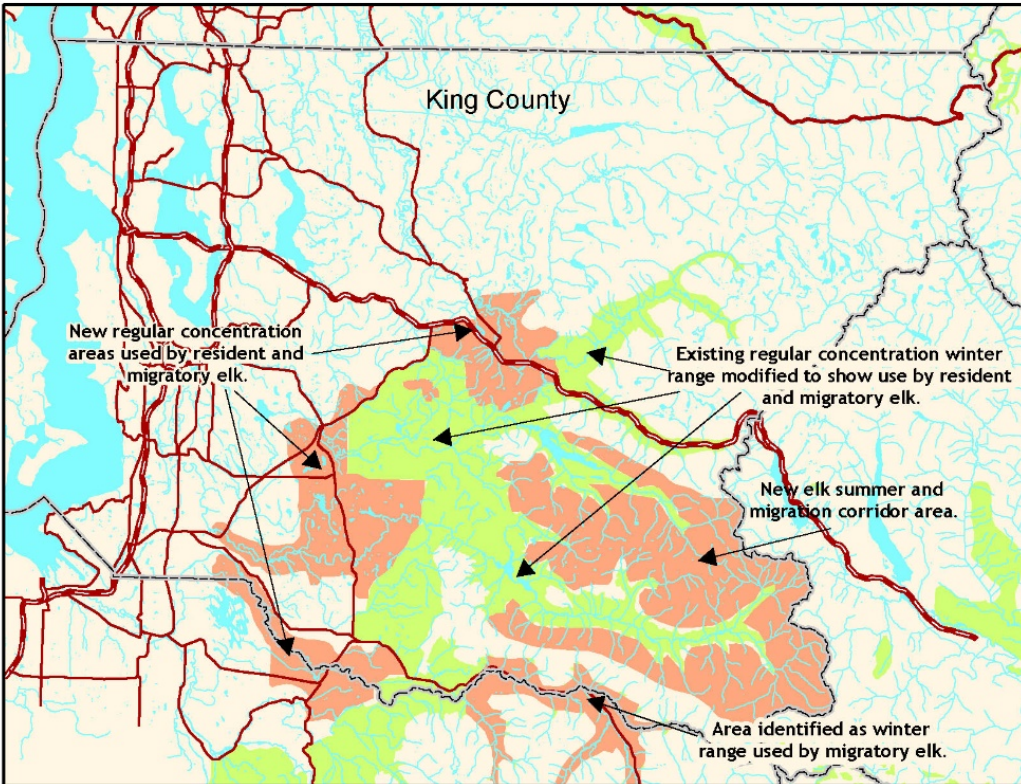 King County
New regular concentration
areas used by resident and
migratory elk.
Existing regular concentration winter
range modified to show use by resident
and migratory elk.
New elk summer and
migration corridor area.
Area identified as winter
range used by migratory elk.